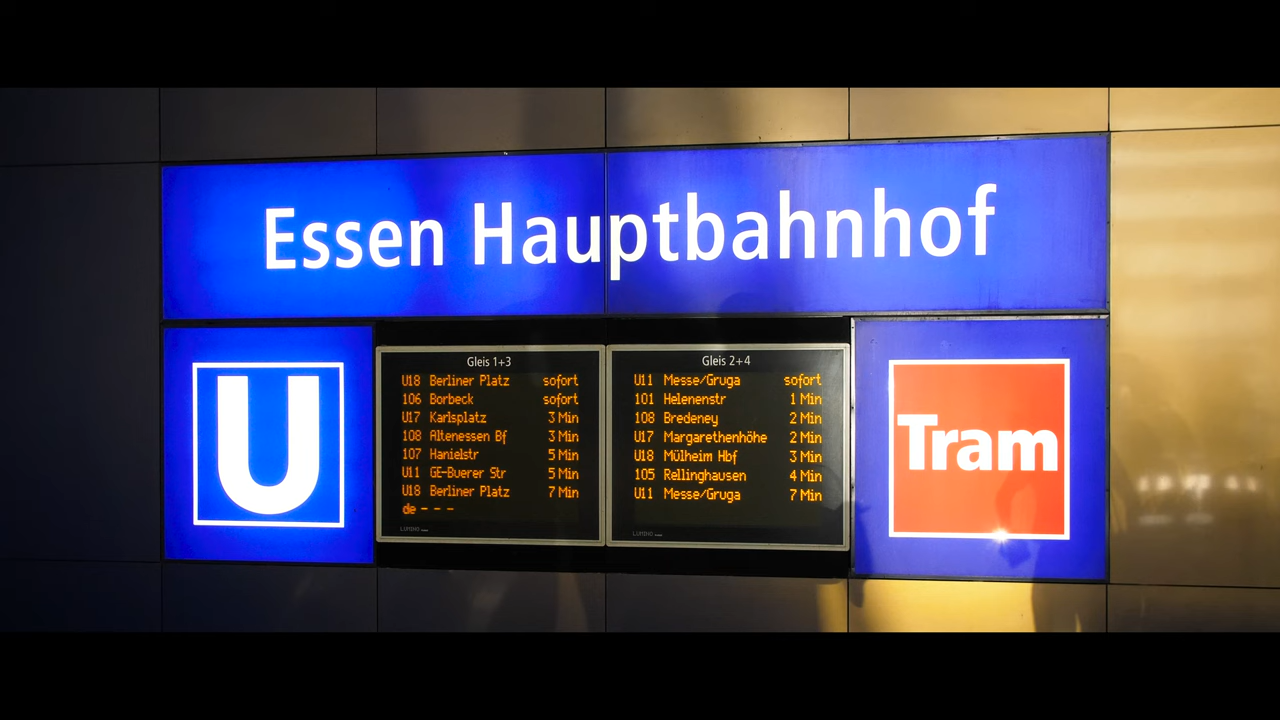 Essen Hauptbahnhof
U
Gleis 1+3
U18 Berliner Platz sofort
106 Borbeck sofort
U17 Karlsplatz 3 Min
108 Altenessen Bf 3 Min
107 Hanielstr 5 Min
U11 GE-Buerer Str 5 Min
U18 Berliner Platz 7 Min
de - - -
LUMINO
Gleis 2+4
U11 Messe/Gruga sofort
101 Helenenstr 1 Min
108 Bredeney 2 Min
U17 Margarethenhöhe 2 Min
U18 Mülheim Hbf 3 Min
105 Rellinghausen 4 Min
U11 Messe/Gruga 7 Min
LUMINO
Tram